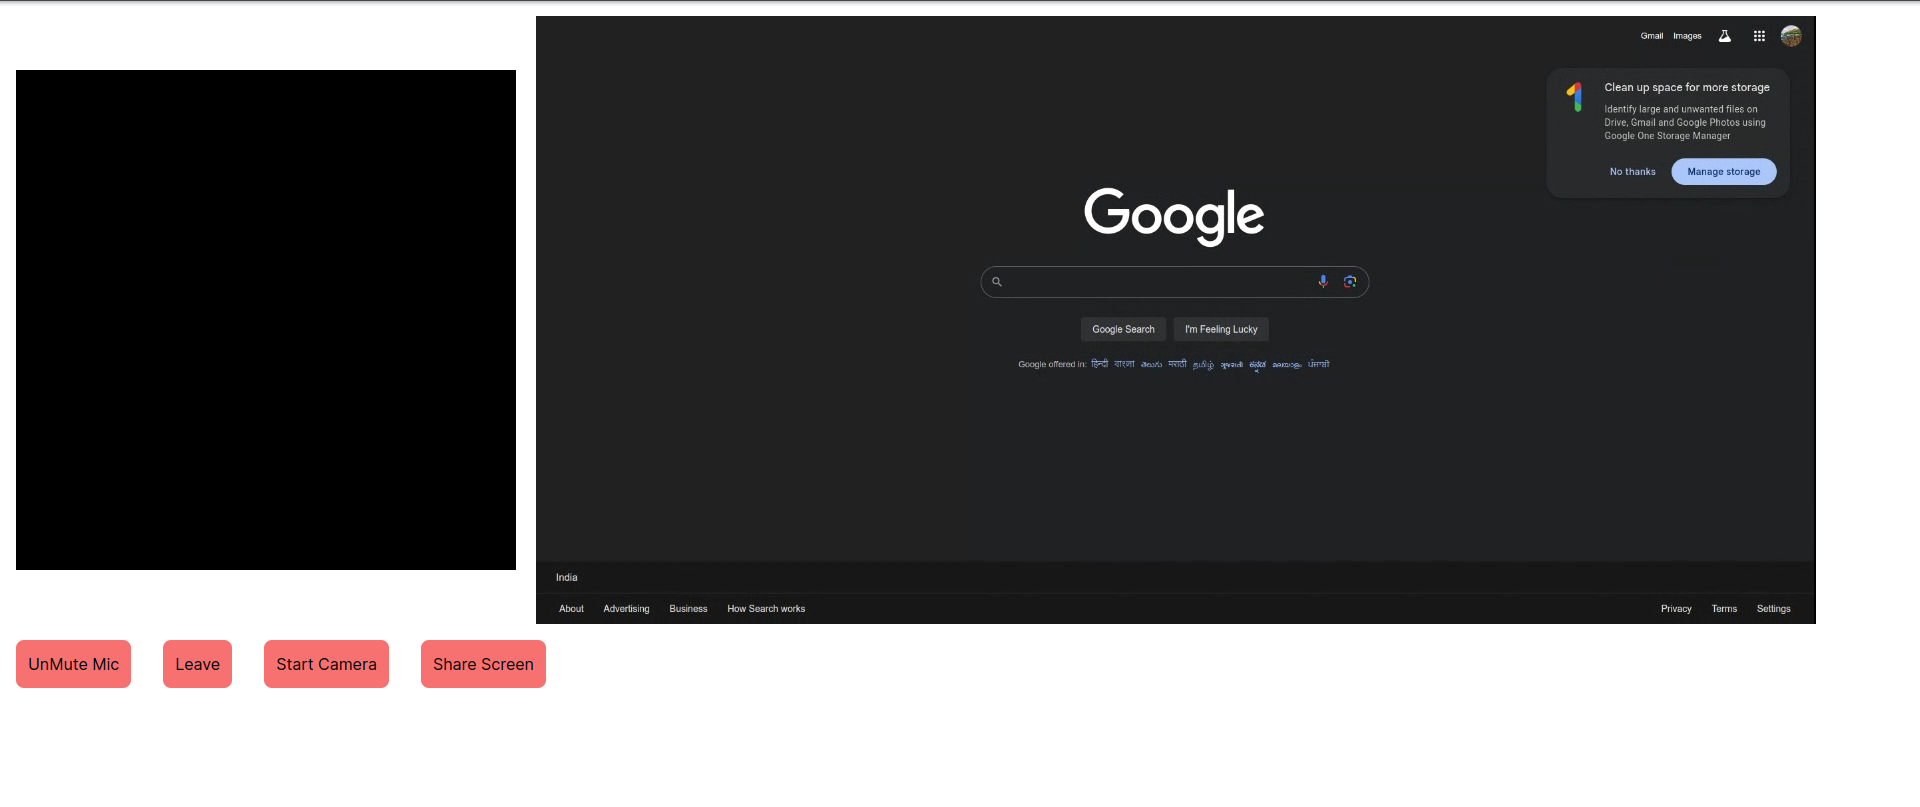 Gmail Images
Clean up space for more storage
Identify large and unwanted files on
Drive, Gmail and Google Photos using
Google One Storage Manager
No thanks Manage storage
Google
Google Search I'm Feeling Lucky
Google offered in: हिन्दी বাংলা తెలుగు मराठी தமிழ் ગુજરાતી ಕನ್ನಡ മലയാളം ਪੰਜਾਬੀ
India
About Advertising Business How Search works Privacy Terms Settings
UnMute Mic Leave Start Camera Share Screen